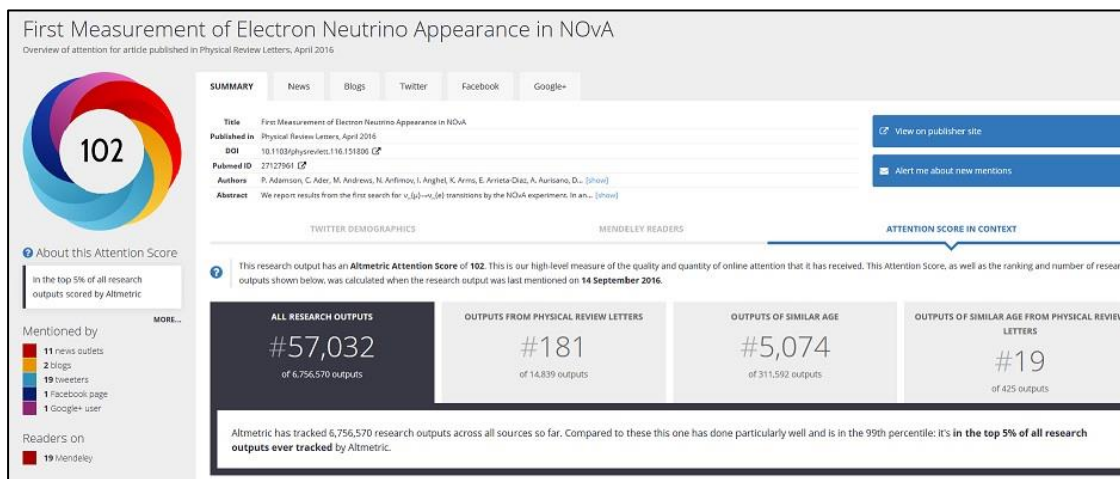 First Measurement of Electron Neutrino Appearance in NOvA
Overview of attention for article published in Physical Review Letters, April 2016
102
About this Attention Score
In the top 5% of all research
outputs scored by Altmetric
MORE...
Mentioned by
11 news outlets
2 blogs
19 tweeters
1 Facebook page
1 Google+ user
Readers on
19 Mendeley
SUMMARY News Blogs Twitter Facebook Google+
Title First Measurement of Electron Neutrino Appearance in NOvA
Published in Physical Review Letters, April 2016
DOI 10.1103/physrevlett.116.151806
Pubmed ID 27127961
Authors P. Adamson, C. Ader, M. Andrews, N. Anfimov, I. Anghel, K. Arms, E. Arrieta-Diaz, A. Aurisano, D... [show]
Abstract We report results from the first search for ν_{μ}→ν_{e} transitions by the NOvA experiment. In an... [show]
View on publisher site
Alert me about new mentions
TWITTER DEMOGRAPHICS MENDELEY READERS ATTENTION SCORE IN CONTEXT
This research output has an Altmetric Attention Score of 102. This is our high-level measure of the quality and quantity of online attention that it has received. This Attention Score, as well as the ranking and number of resear
outputs shown below, was calculated when the research output was last mentioned on 14 September 2016.
ALL RESEARCH OUTPUTS
#57,032
of 6,756,570 outputs
OUTPUTS FROM PHYSICAL REVIEW LETTERS
#181
of 14,839 outputs
OUTPUTS OF SIMILAR AGE
#5,074
of 311,592 outputs
OUTPUTS OF SIMILAR AGE FROM PHYSICAL REVIEW
LETTERS
#19
of 425 outputs
Altmetric has tracked 6,756,570 research outputs across all sources so far. Compared to these this one has done particularly well and is in the 99th percentile: it's in the top 5% of all research
outputs ever tracked by Altmetric.